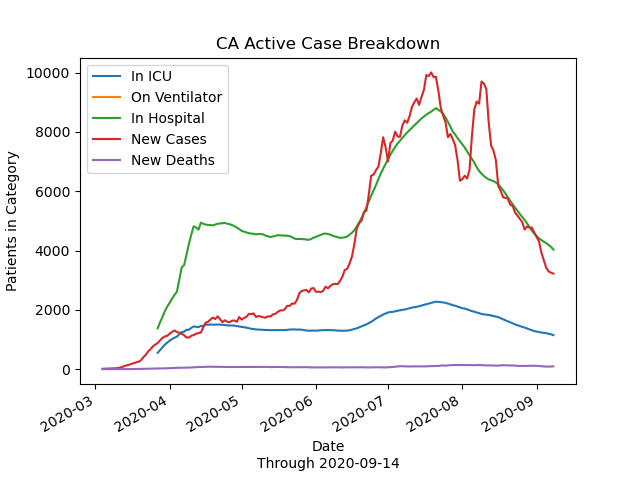 CA Active Case Breakdown
In ICU
On Ventilator
In Hospital
New Cases
New Deaths
10000
8000
6000
4000
2000
0
Patients in Category
2020-03
2020-04
2020-05
2020-06
2020-07
2020-08
2020-09
Date
Through 2020-09-14